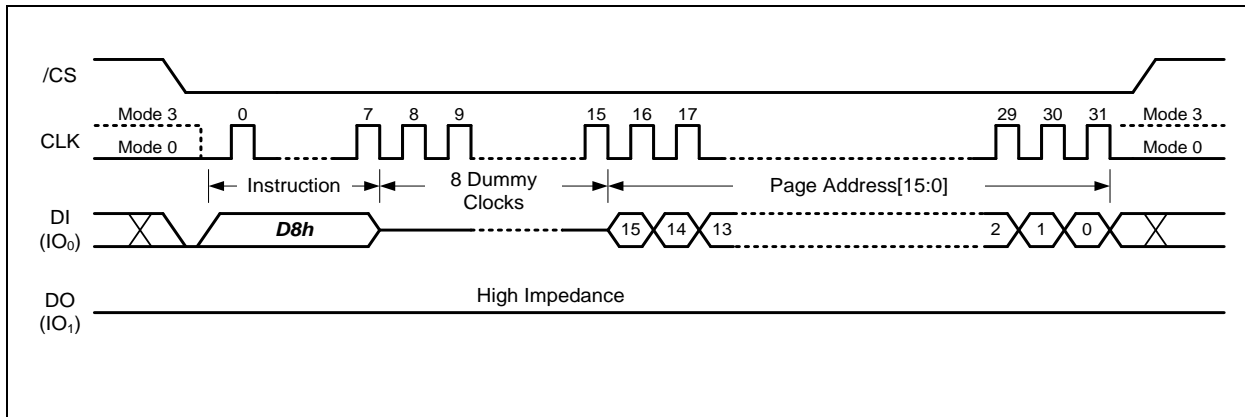 /CS
Mode 3 0 7 8 9 15 16 17 29 30 31 Mode 3
CLK
Mode 0 Mode 0
Instruction 8 Dummy Clocks Page Address[15:0]
DI (IO₀) D8h 15 14 13 2 1 0
High Impedance
DO (IO₁)